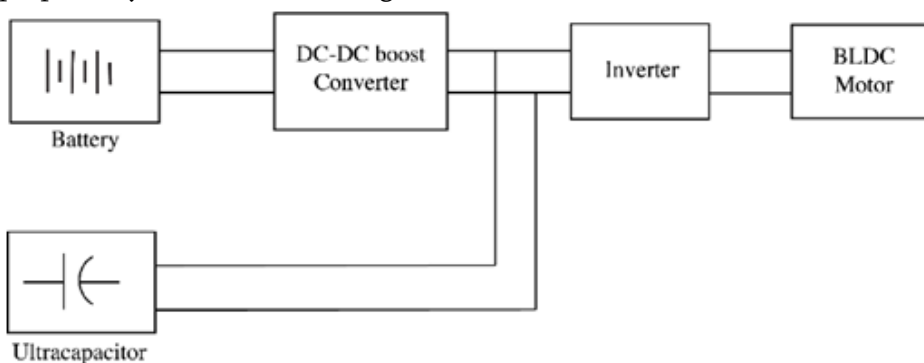 DC-DC boost
Converter
Inverter
BLDC
Motor
Battery
Ultracapacitor